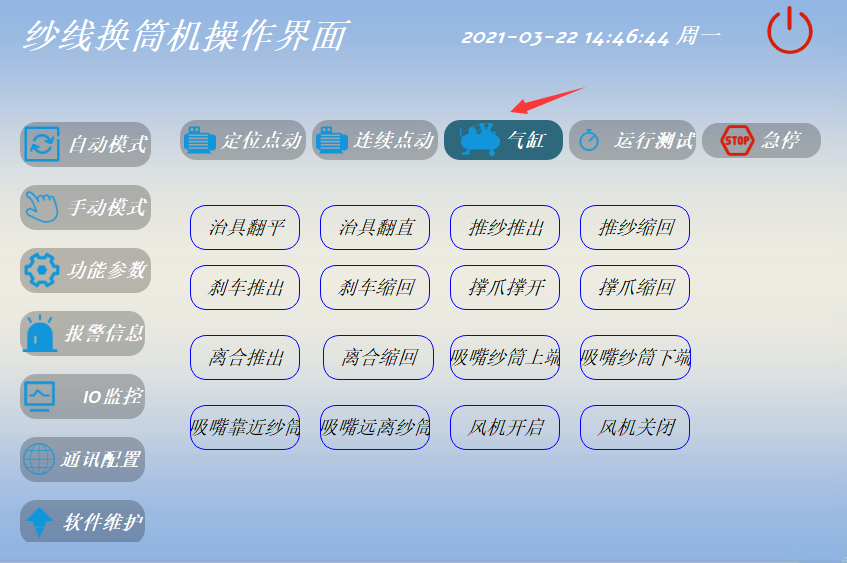 纱线换筒机操作界面
2021-03-22 14:46:44 周一
自动模式
定位点动
连续点动
气缸
运行测试
STOP
急停
手动模式
治具翻平
治具翻直
推纱推出
推纱缩回
功能参数
刹车推出
刹车缩回
撑爪撑开
撑爪缩回
报警信息
离合推出
离合缩回
吸嘴纱筒上端
吸嘴纱筒下端
IO监控
吸嘴靠近纱筒
吸嘴远离纱筒
风机开启
风机关闭
通讯配置
软件维护